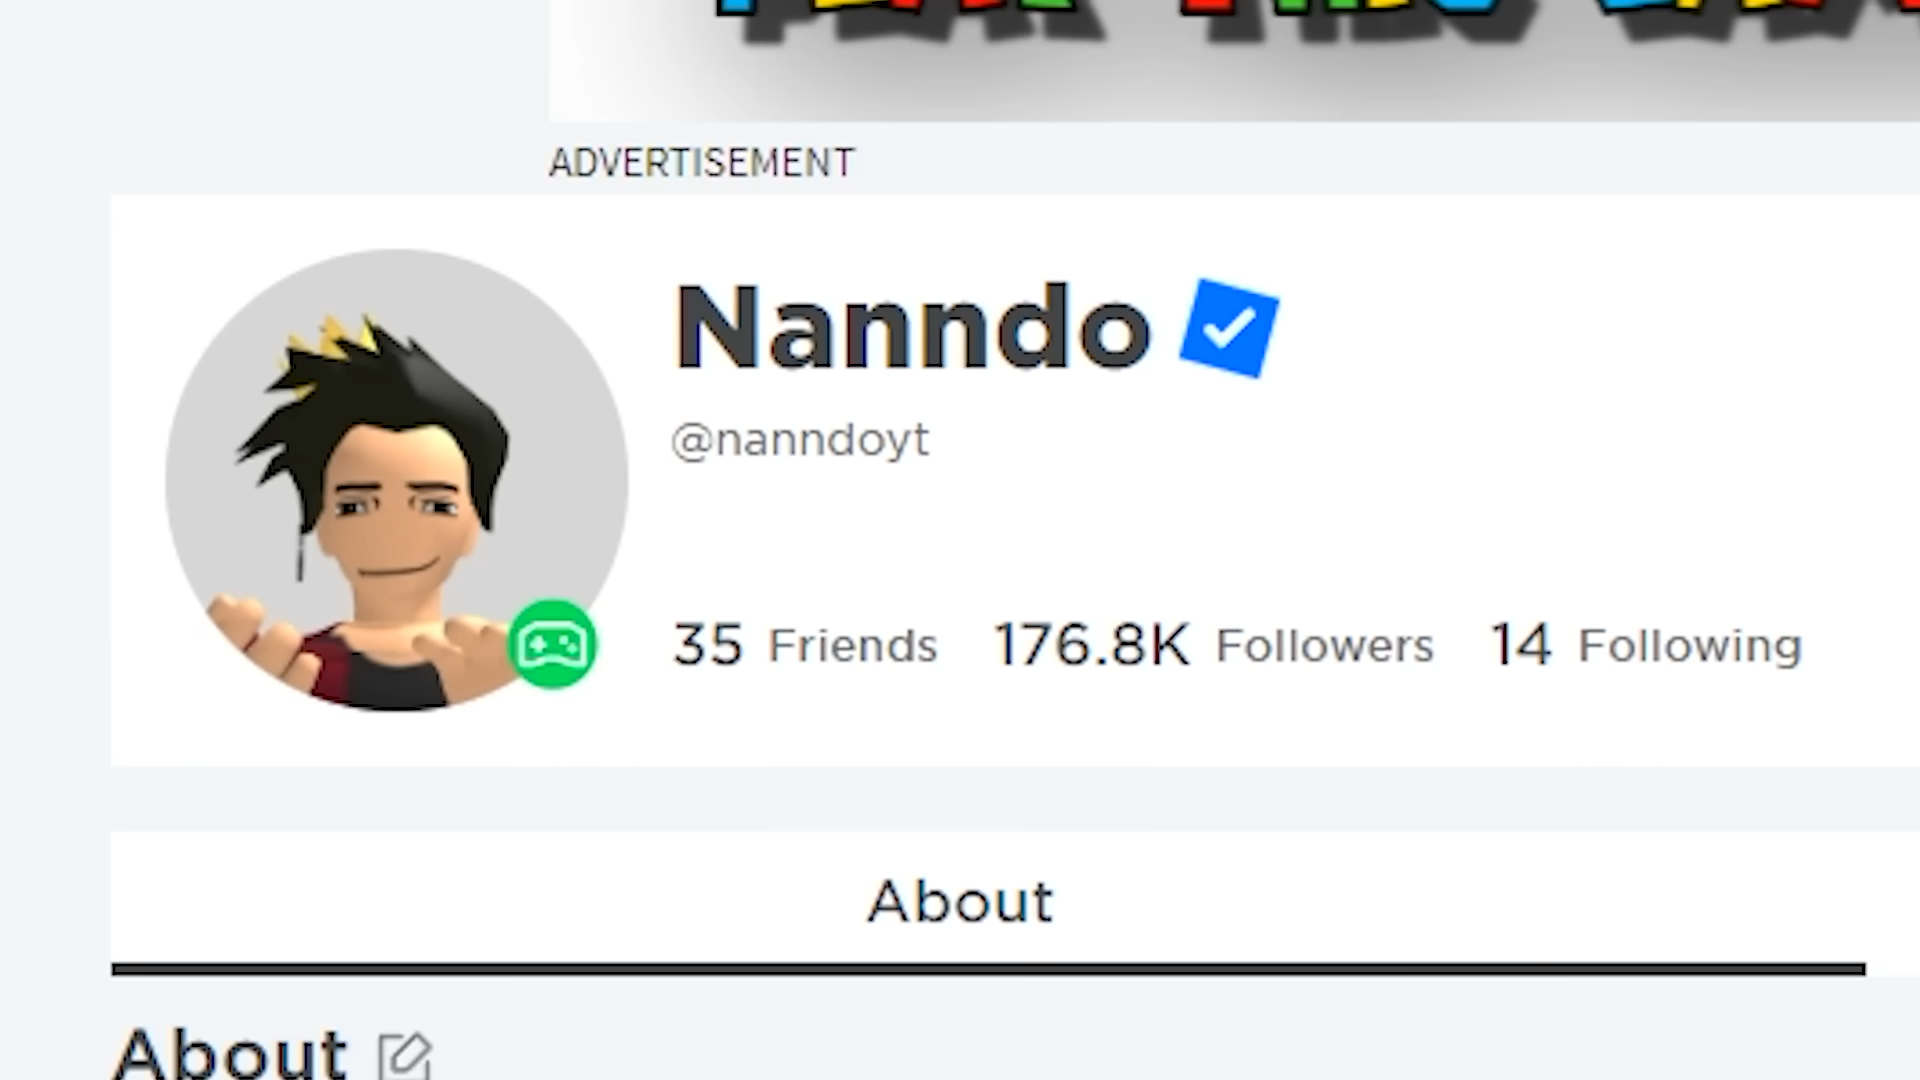 ADVERTISEMENT
Nanndo
@nanndoyt
35 Friends 176.8K Followers 14 Following
About
About